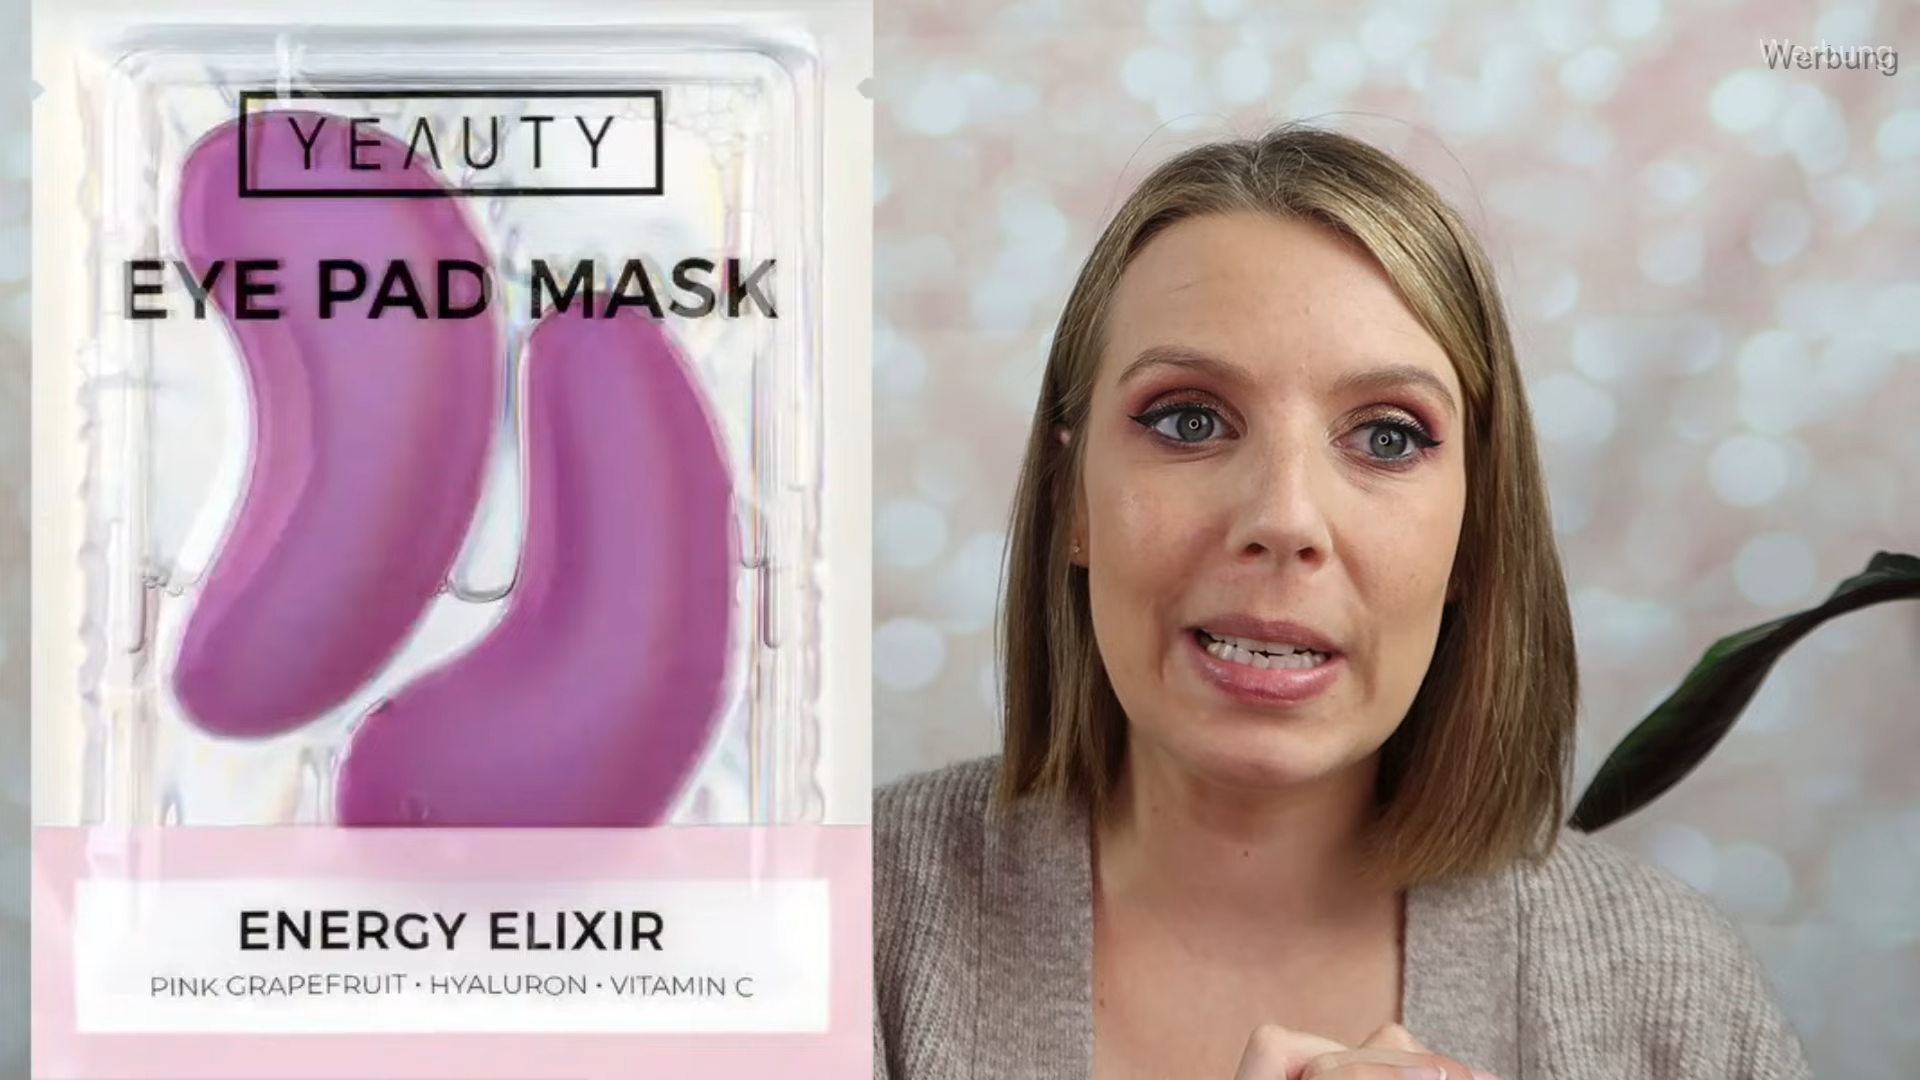 Werbung
YEAUTY
EYE PAD MASK
ENERGY ELIXIR
PINK GRAPEFRUIT • HYALURON • VITAMIN C